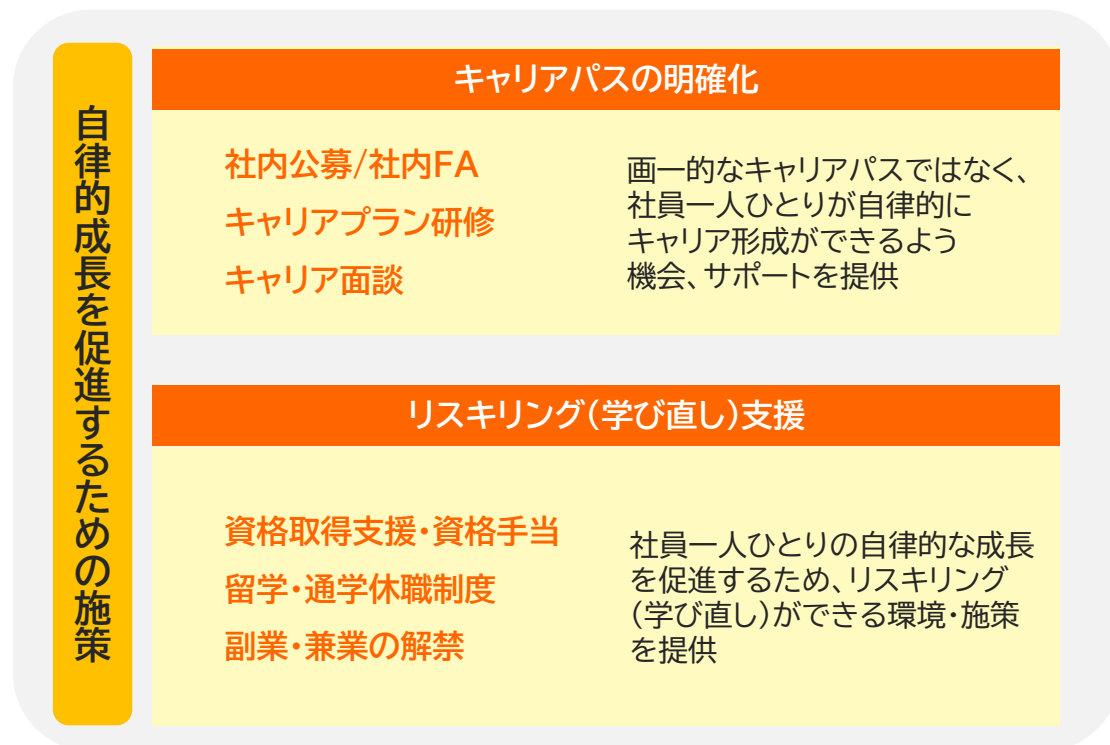 自律的成長を促進するための施策
キャリアパスの明確化
社内公募/社内FA
キャリアプラン研修
キャリア面談
画一的なキャリアパスではなく、
社員一人ひとりが自律的に
キャリア形成ができるよう
機会、サポートを提供
リスキリング(学び直し)支援
資格取得支援・資格手当
留学・通学休職制度
副業・兼業の解禁
社員一人ひとりの自律的な成長
を促進するため、リスキリング
(学び直し)ができる環境・施策
を提供